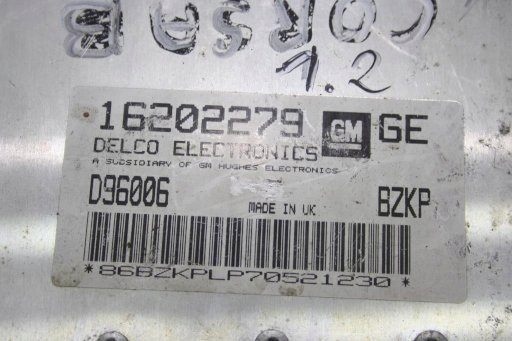 CORSA B
1.2
16202279 GM GE
DELCO ELECTRONICS
A SUBSIDIARY OF GM HUGHES ELECTRONICS
D96006 MADE IN UK BZKP
*86BZKPLP70521230*